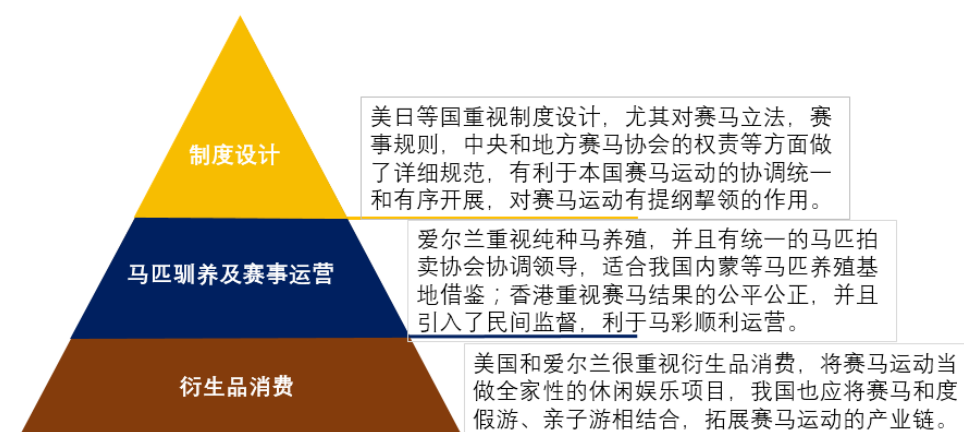 制度设计
美日等国重视制度设计，尤其对赛马立法，赛
事规则，中央和地方赛马协会的权责等方面做
了详细规范，有利于本国赛马运动的协调统一
和有序开展，对赛马运动有提纲挈领的作用。
马匹驯养及赛事运营
爱尔兰重视纯种马养殖，并且有统一的马匹拍
卖协会协调领导，适合我国内蒙等马匹养殖基
地借鉴；香港重视赛马结果的公平公正，并且
引入了民间监督，利于马彩顺利运营。
衍生品消费
美国和爱尔兰很重视衍生品消费，将赛马运动当
做全家性的休闲娱乐项目，我国也应将赛马和度
假游、亲子游相结合，拓展赛马运动的产业链。